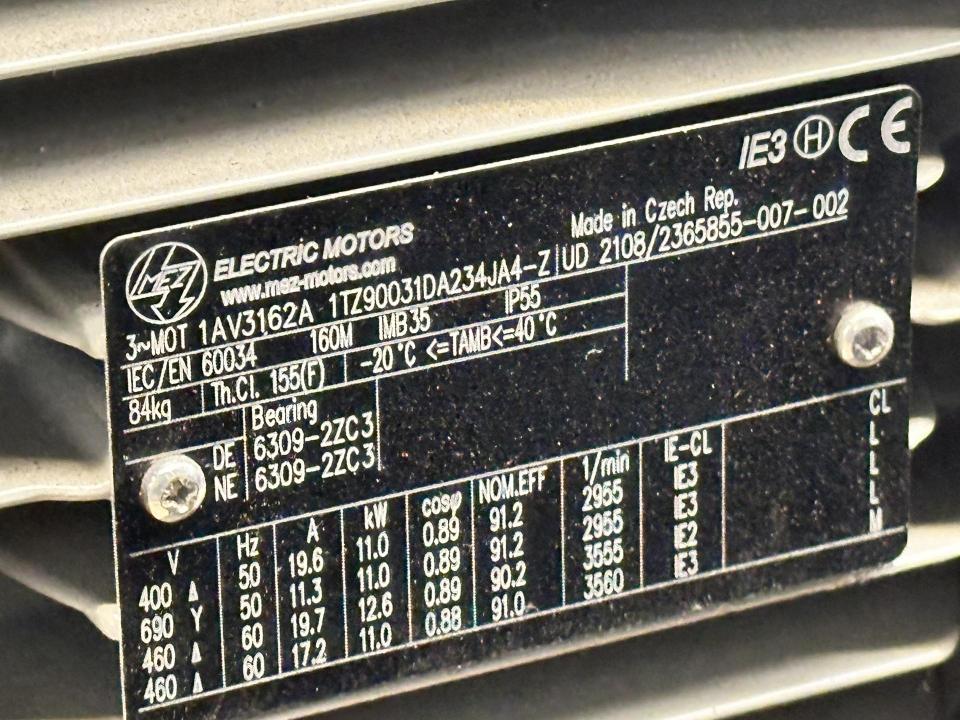 IE3 H CE
MEZ ELECTRIC MOTORS
www.mez-motors.com
Made in Czech Rep.
3~MOT 1AV3162A 1TZ90031DA234JA4-Z UD 2108/2365855-007-002
IEC/EN 60034 160M IMB35 IP55
84kg Th.Cl. 155(F) -20°C <=TAMB<=40°C
Bearing
DE 6309-2ZC3
NE 6309-2ZC3
V Hz A kW cosφ NOM.EFF 1/min IE-CL CL
400 Δ 50 19.6 11.0 0.89 91.2 2955 IE3 L
690 Y 50 11.3 11.0 0.89 91.2 2955 IE3 L
460 Δ 60 19.7 12.6 0.89 90.2 3555 IE2 L
460 Δ 60 17.2 11.0 0.88 91.0 3560 IE3 M